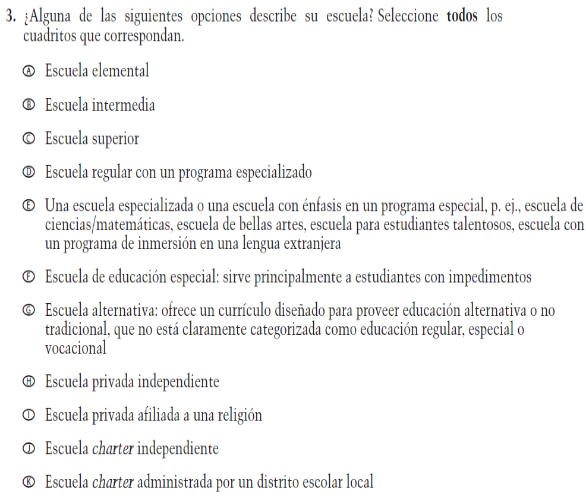 3. ¿Alguna de las siguientes opciones describe su escuela? Seleccione todos los
cuadritos que correspondan.
Ⓐ Escuela elemental
Ⓑ Escuela intermedia
Ⓒ Escuela superior
Ⓓ Escuela regular con un programa especializado
Ⓔ Una escuela especializada o una escuela con énfasis en un programa especial, p. ej., escuela de
ciencias/matemáticas, escuela de bellas artes, escuela para estudiantes talentosos, escuela con
un programa de inmersión en una lengua extranjera
Ⓕ Escuela de educación especial: sirve principalmente a estudiantes con impedimentos
Ⓖ Escuela alternativa: ofrece un currículo diseñado para proveer educación alternativa o no
tradicional, que no está claramente categorizada como educación regular, especial o
vocacional
Ⓗ Escuela privada independiente
Ⓘ Escuela privada afiliada a una religión
Ⓙ Escuela charter independiente
Ⓚ Escuela charter administrada por un distrito escolar local